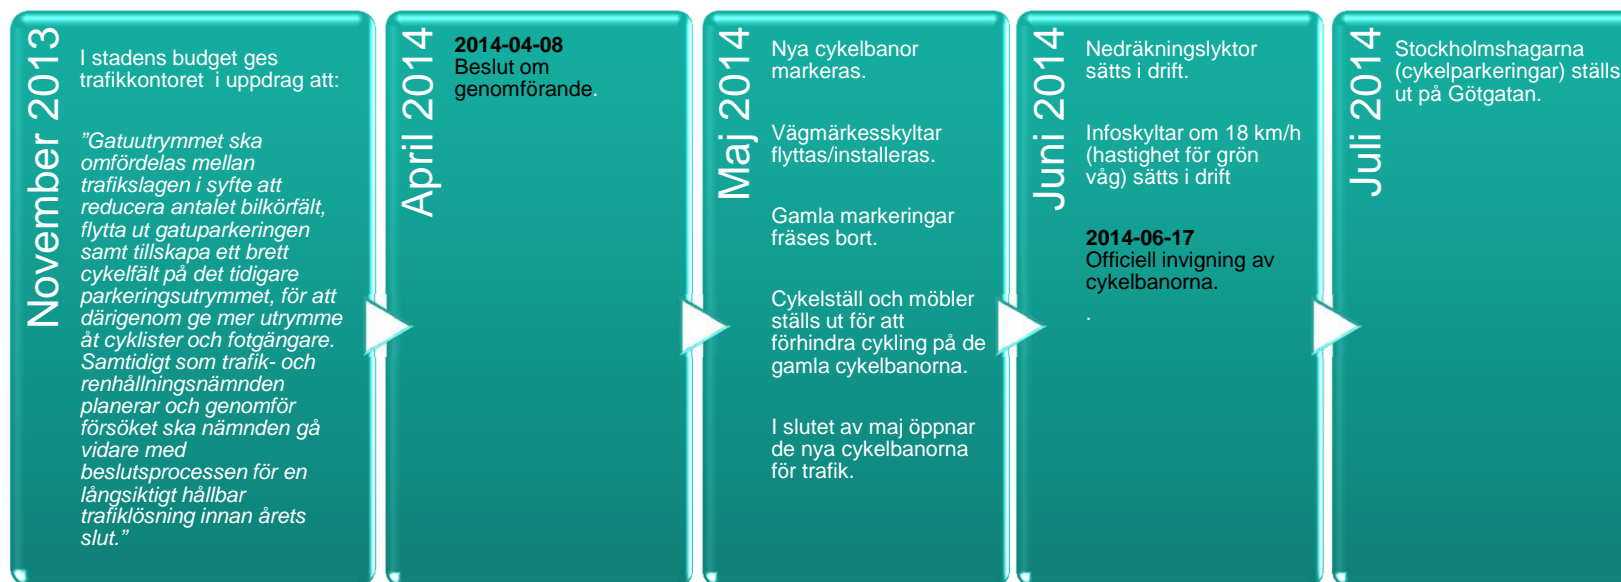 November 2013
I stadens budget ges
trafikkontoret i uppdrag att:
”Gatuutrymmet ska
omfördelas mellan
trafikslagen i syfte att
reducera antalet bilkörfält,
flytta ut gatuparkeringen
samt tillskapa ett brett
cykelfält på det tidigare
parkeringsutrymmet, för att
därigenom ge mer utrymme
åt cyklister och fotgängare.
Samtidigt som trafik- och
renhållningsnämnden
planerar och genomför
försöket ska nämnden gå
vidare med
beslutsprocessen för en
långsiktigt hållbar
trafiklösning innan årets
slut.”
April 2014
2014-04-08
Beslut om
genomförande.
Maj 2014
Nya cykelbanor
markeras.
Vägmärkesskyltar
flyttas/installeras.
Gamla markeringar
fräses bort.
Cykelställ och möbler
ställs ut för att
förhindra cykling på de
gamla cykelbanorna.
I slutet av maj öppnar
de nya cykelbanorna
för trafik.
Juni 2014
Nedräkningslyktor
sätts i drift.
Infoskyltar om 18 km/h
(hastighet för grön
våg) sätts i drift
2014-06-17
Officiell invigning av
cykelbanorna.
.
Juli 2014
Stockholmshagarna
(cykelparkeringar) ställs
ut på Götgatan.